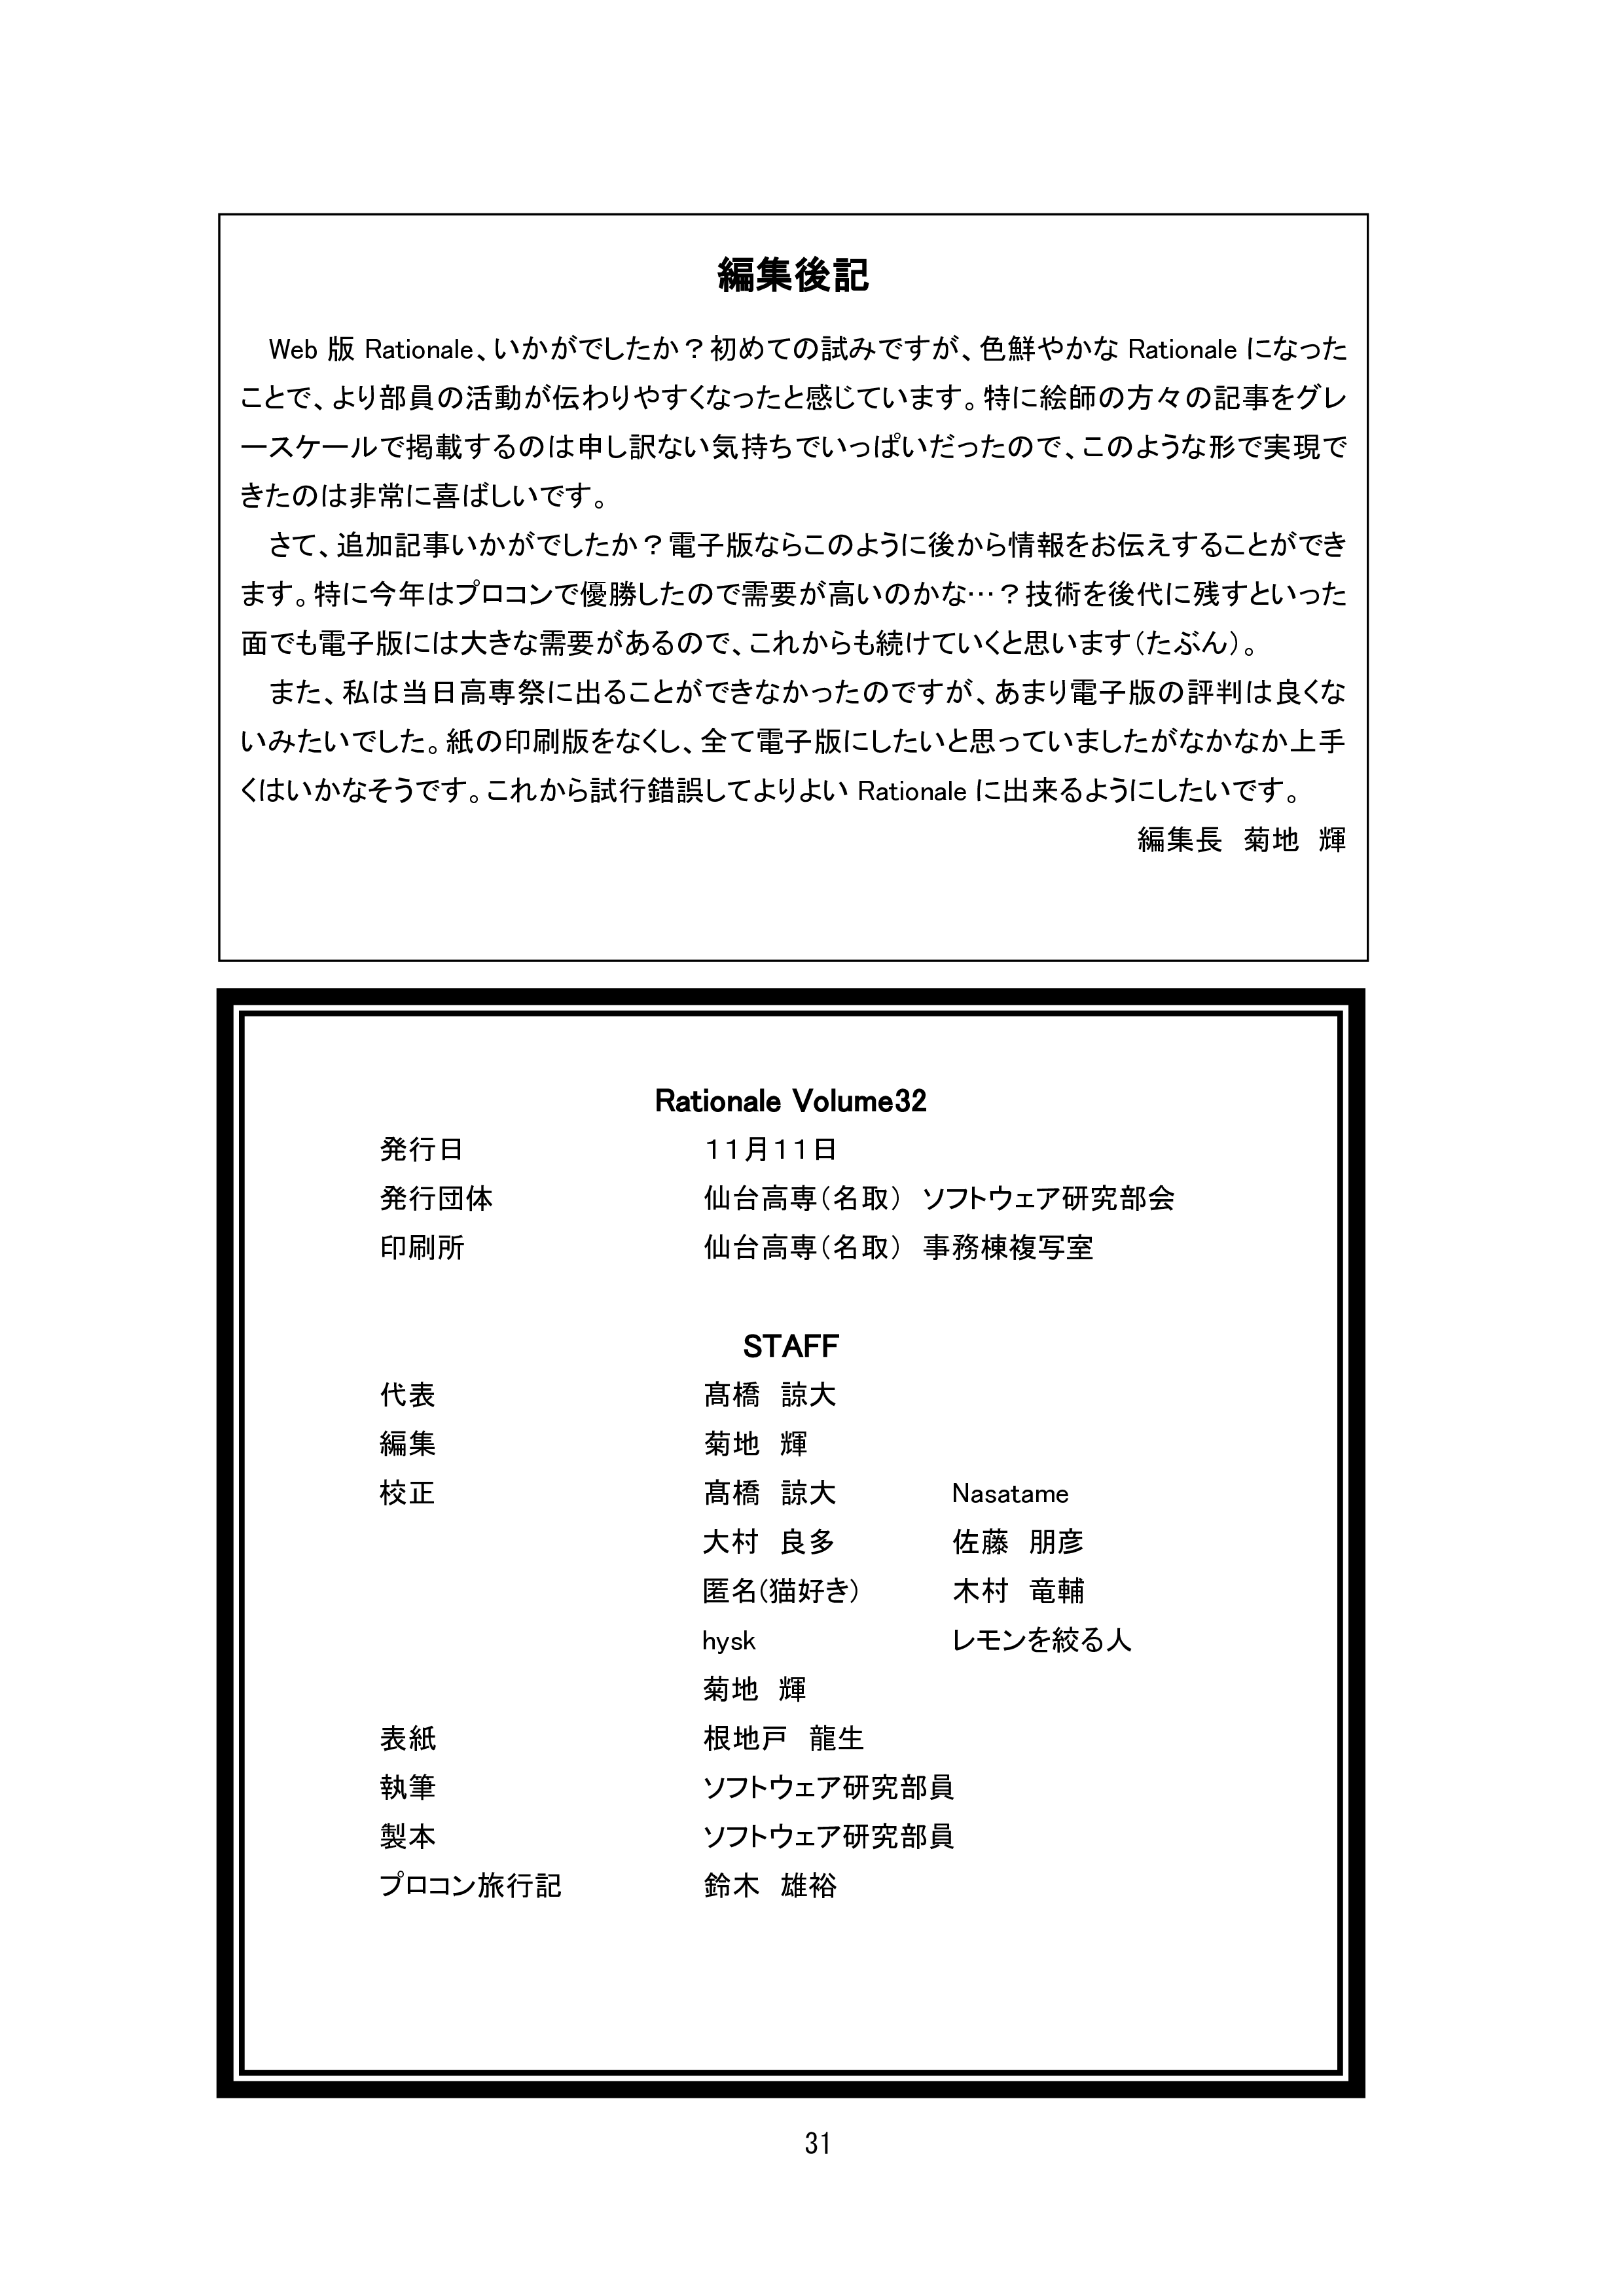 編集後記
Web 版 Rationale、いかがでしたか？初めての試みですが、色鮮やかな Rationale になった
ことで、より部員の活動が伝わりやすくなったと感じています。特に絵師の方々の記事をグレ
ースケールで掲載するのは申し訳ない気持ちでいっぱいだったので、このような形で実現で
きたのは非常に喜ばしいです。
さて、追加記事いかがでしたか？電子版ならこのように後から情報をお伝えすることができ
ます。特に今年はプロコンで優勝したので需要が高いのかな…？技術を後代に残すといった
面でも電子版には大きな需要があるので、これからも続けていくと思います（たぶん）。
また、私は当日高専祭に出ることができなかったのですが、あまり電子版の評判は良くな
いみたいでした。紙の印刷版をなくし、全て電子版にしたいと思っていましたがなかなか上手
くはいかなそうです。これから試行錯誤してよりよい Rationale に出来るようにしたいです。
編集長　菊地　輝
Rationale Volume32
発行日　11月11日
発行団体　仙台高専（名取） ソフトウェア研究部会
印刷所　仙台高専（名取） 事務棟複写室
STAFF
代表　髙橋　諒大
編集　菊地　輝
校正　髙橋　諒大　Nasatame
大村　良多　佐藤　朋彦
匿名(猫好き）　木村　竜輔
hysk　レモンを絞る人
菊地　輝
表紙　根地戸　龍生
執筆　ソフトウェア研究部員
製本　ソフトウェア研究部員
プロコン旅行記　鈴木　雄裕
31